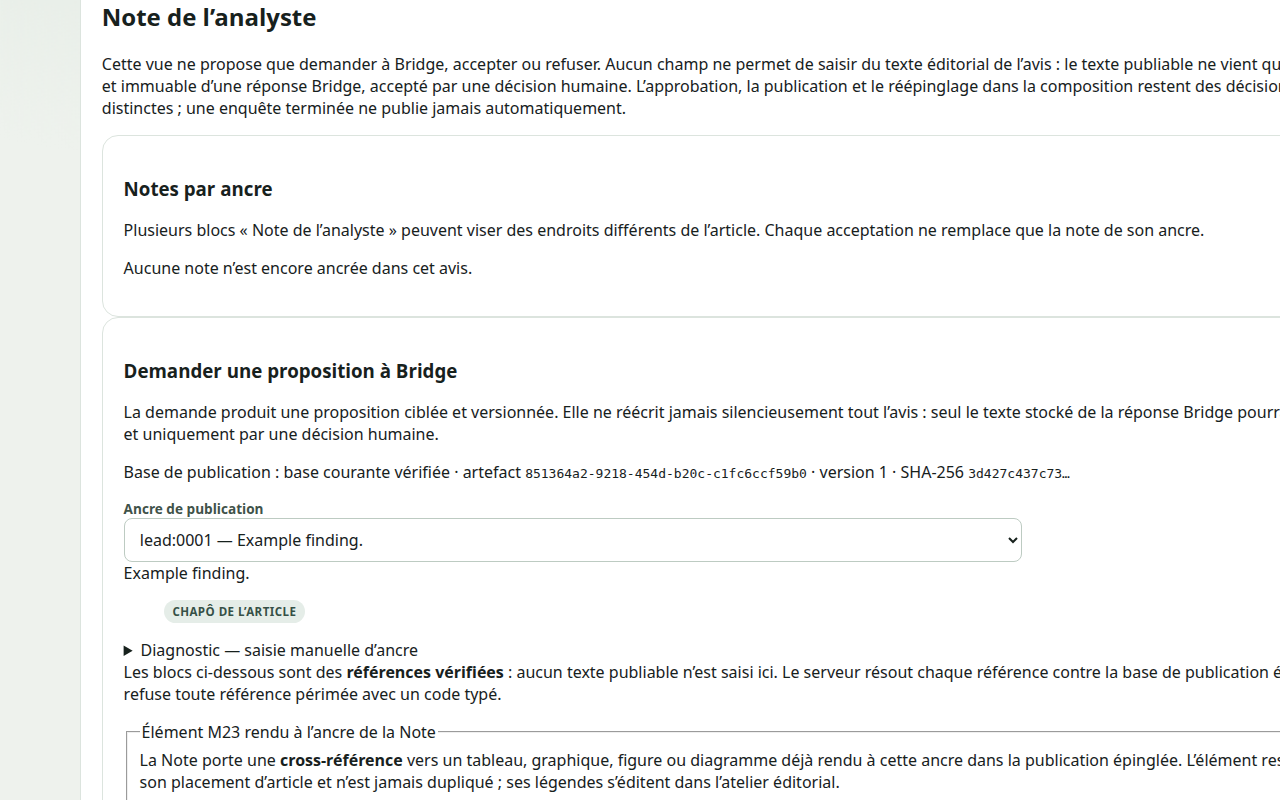 Note de l’analyste
Cette vue ne propose que demander à Bridge, accepter ou refuser. Aucun champ ne permet de saisir du texte éditorial de l’avis : le texte publiable ne vient
et immuable d’une réponse Bridge, accepté par une décision humaine. L’approbation, la publication et le réépinglage dans la composition restent des
distinctes ; une enquête terminée ne publie jamais automatiquement.
Notes par ancre
Plusieurs blocs « Note de l’analyste » peuvent viser des endroits différents de l’article. Chaque acceptation ne remplace que la note de son ancre.
Aucune note n’est encore ancrée dans cet avis.
Demander une proposition à Bridge
La demande produit une proposition ciblée et versionnée. Elle ne réécrit jamais silencieusement tout l’avis : seul le texte stocké de la réponse Bridge
et uniquement par une décision humaine.
Base de publication : base courante vérifiée · artefact 851364a2-9218-454d-b20c-c1fc6ccf59b0 · version 1 · SHA-256 3d427c437c73…
Ancre de publication
lead:0001 — Example finding.
Example finding.
CHAPÔ DE L’ARTICLE
▶ Diagnostic — saisie manuelle d’ancre
Les blocs ci-dessous sont des références vérifiées : aucun texte publiable n’est saisi ici. Le serveur résout chaque référence contre la base de publication
refuse toute référence périmée avec un code typé.
Élément M23 rendu à l’ancre de la Note
La Note porte une cross-référence vers un tableau, graphique, figure ou diagramme déjà rendu à cette ancre dans la publication épinglée. L’élément
son placement d’article et n’est jamais dupliqué ; ses légendes s’éditent dans l’atelier éditorial.